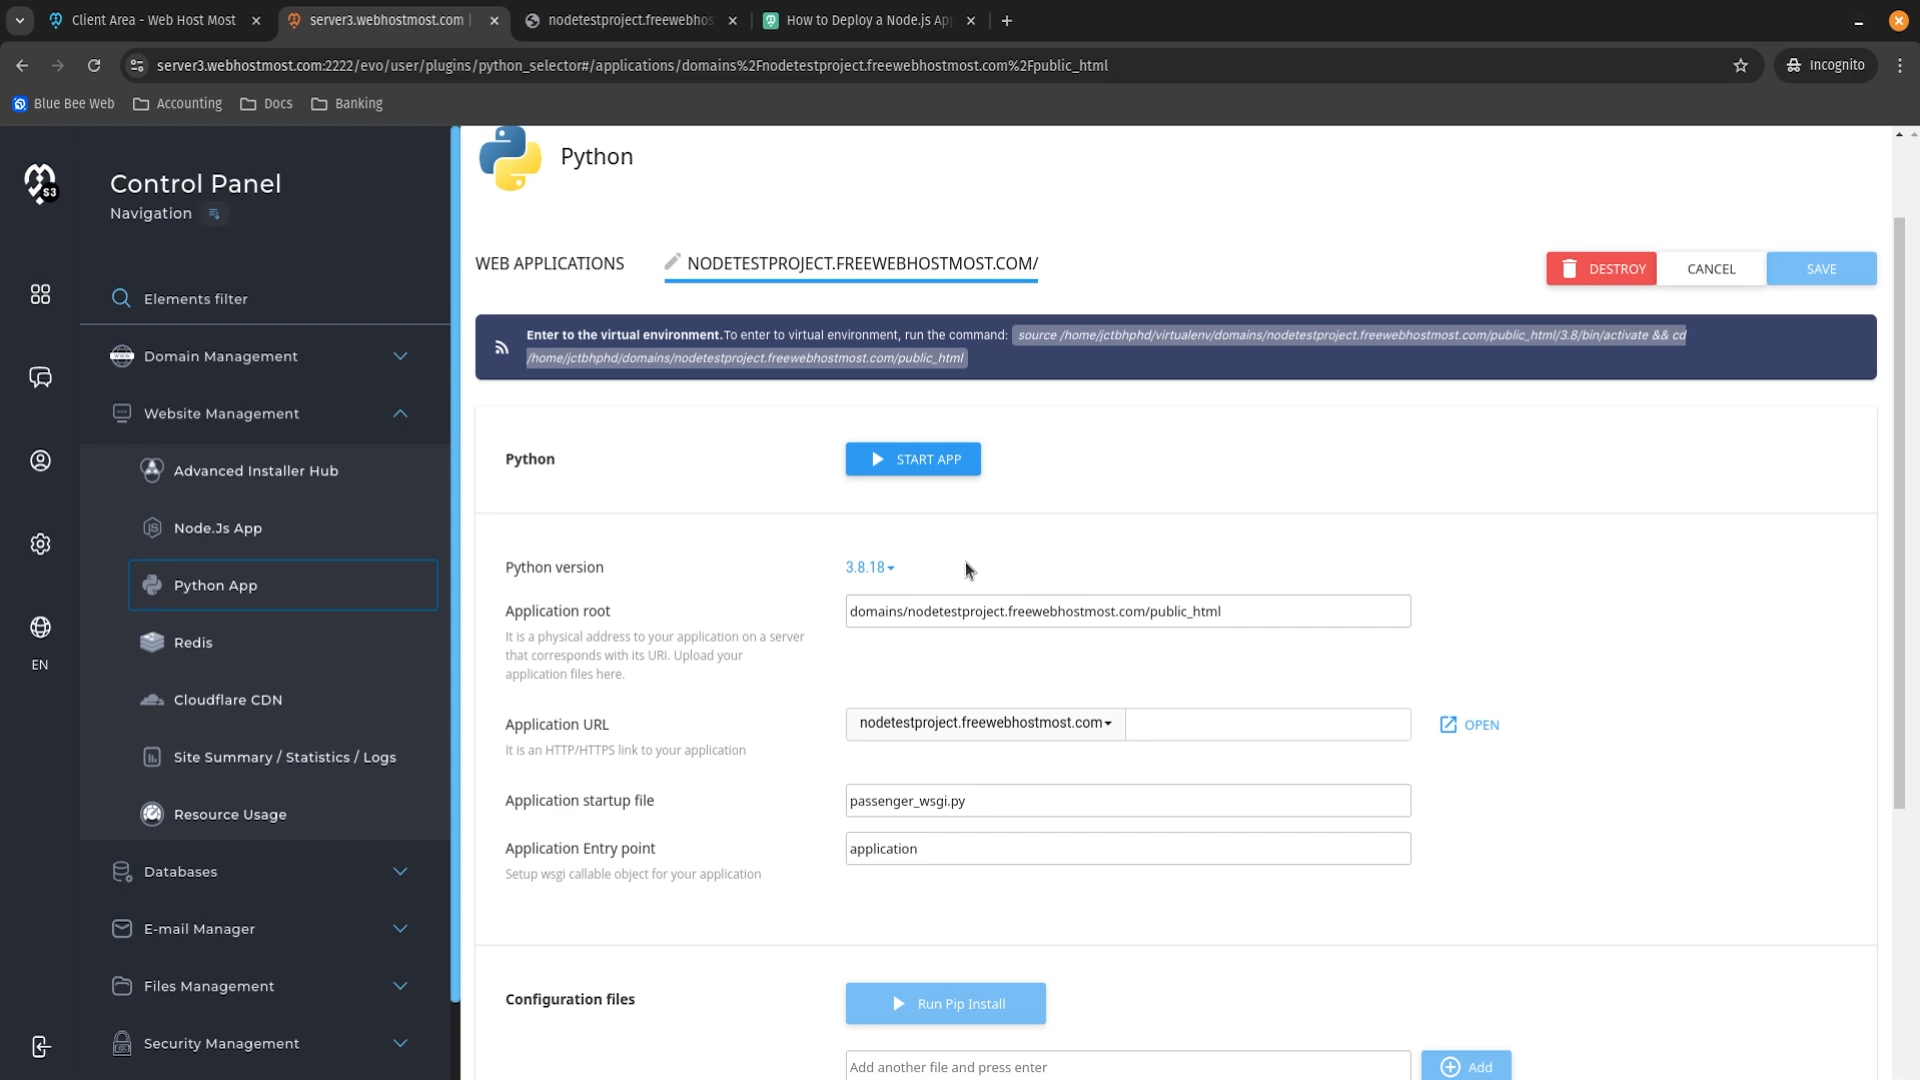 Client Area - Web Host Most
server3.webhostmost.com
nodetestproject.freewebhos
How to Deploy a Node.js Ap
server3.webhostmost.com:2222/evo/user/plugins/python_selector#/applications/domains%2Fnodetestproject.freewebhostmost.com%2Fpublic_html
Incognito
Blue Bee Web
Accounting
Docs
Banking
S3
Control Panel
Navigation
Elements filter
Domain Management
Website Management
Advanced Installer Hub
Node.Js App
Python App
Redis
Cloudflare CDN
Site Summary / Statistics / Logs
Resource Usage
Databases
E-mail Manager
Files Management
Security Management
EN
Python
WEB APPLICATIONS
NODETESTPROJECT.FREEWEBHOSTMOST.COM/
DESTROY
CANCEL
SAVE
Enter to the virtual environment.To enter to virtual environment, run the command: source /home/jctbhphd/virtualenv/domains/nodetestproject.freewebhostmost.com/public_html/3.8/bin/activate && cd
/home/jctbhphd/domains/nodetestproject.freewebhostmost.com/public_html
Python
START APP
Python version
3.8.18
Application root
domains/nodetestproject.freewebhostmost.com/public_html
It is a physical address to your application on a server
that corresponds with its URI. Upload your
application files here.
Application URL
nodetestproject.freewebhostmost.com
OPEN
It is an HTTP/HTTPS link to your application
Application startup file
passenger_wsgi.py
Application Entry point
application
Setup wsgi callable object for your application
Configuration files
Run Pip Install
Add another file and press enter
Add